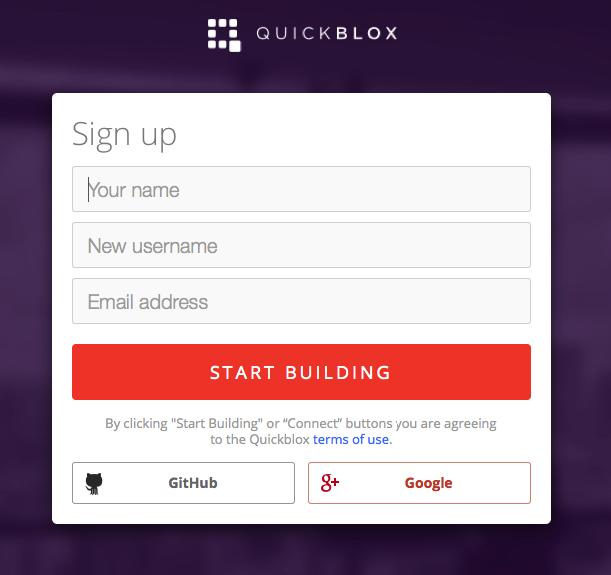 QUICKBLOX
Sign up
Your name
New username
Email address
START BUILDING
By clicking "Start Building" or “Connect” buttons you are agreeing
to the Quickblox terms of use.
GitHub
g+ Google